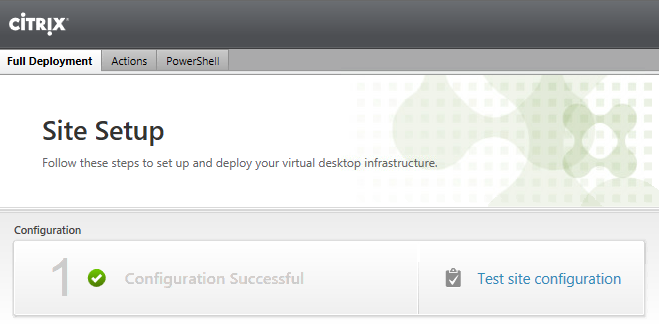 CITRIX
Full Deployment Actions PowerShell
Site Setup
Follow these steps to set up and deploy your virtual desktop infrastructure.
Configuration
1 Configuration Successful Test site configuration